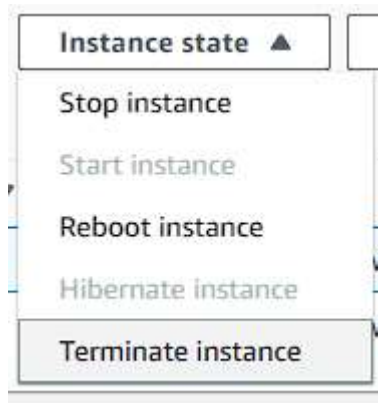 Instance state ▲
Stop instance
Start instance
Reboot instance
Hibernate instance
Terminate instance